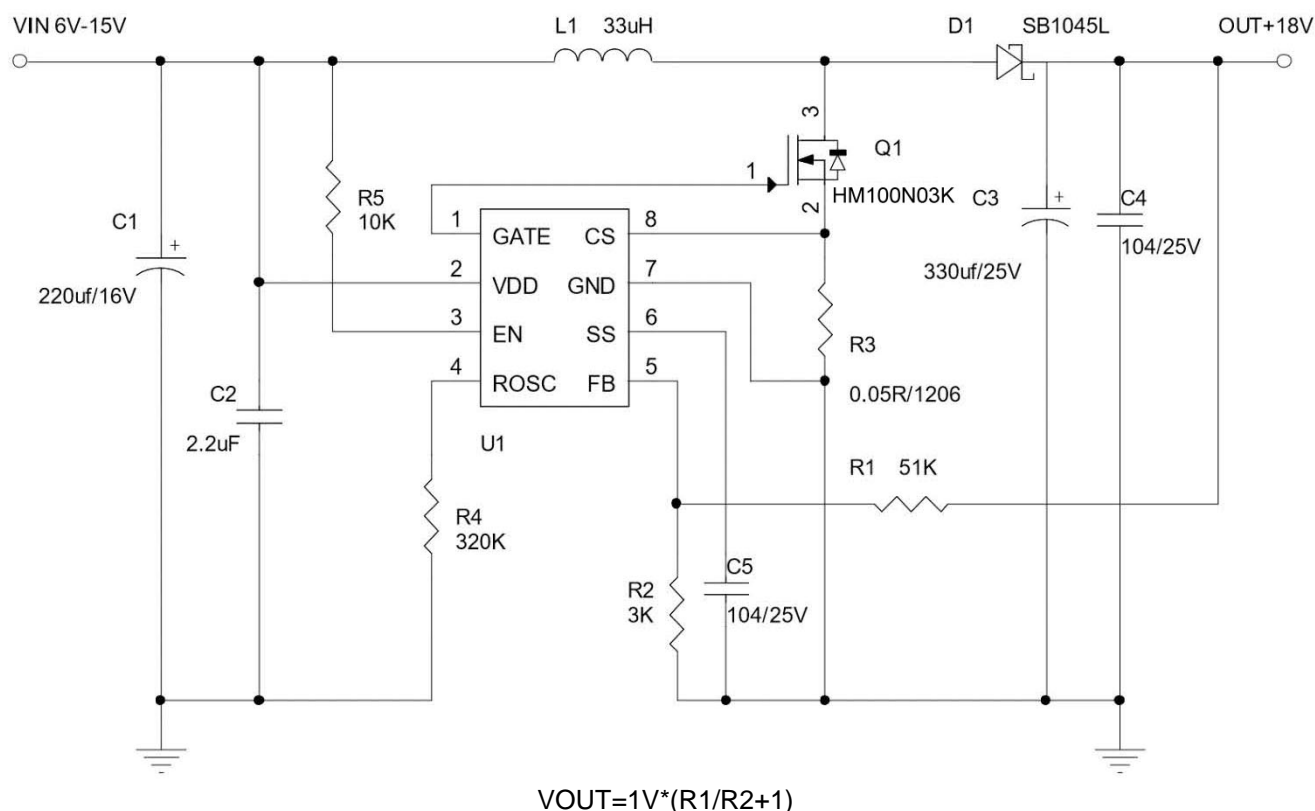 VIN 6V-15V
L1 33uH
D1 SB1045L
OUT+18V
3
Q1
1
HM100N03K
2
R5
10K
C1
+
220uf/16V
1
GATE
CS
8
2
VDD
GND
7
3
EN
SS
6
4
ROSC
FB
5
U1
C3
+
330uf/25V
C4
104/25V
R3
0.05R/1206
C2
2.2uF
R1 51K
R4
320K
R2
3K
C5
104/25V
VOUT=1V*(R1/R2+1)